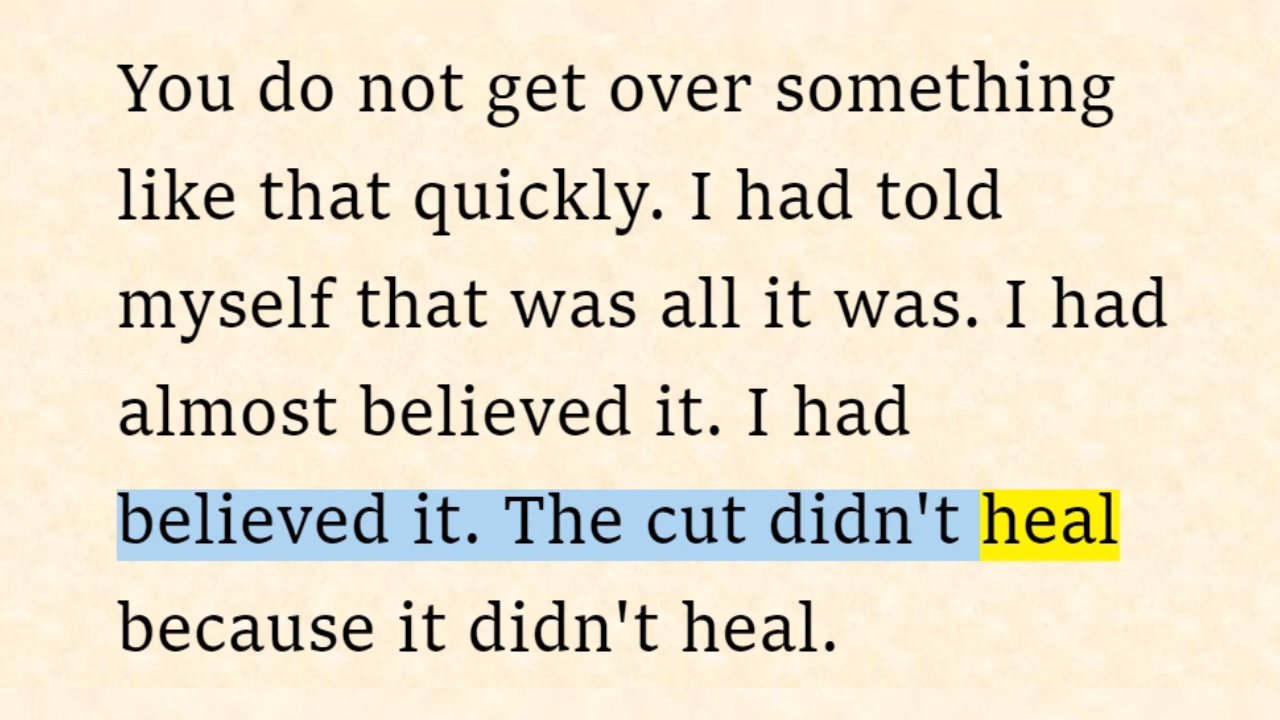 You do not get over something
like that quickly. I had told
myself that was all it was. I had
almost believed it. I had
believed it. The cut didn't heal
because it didn't heal.